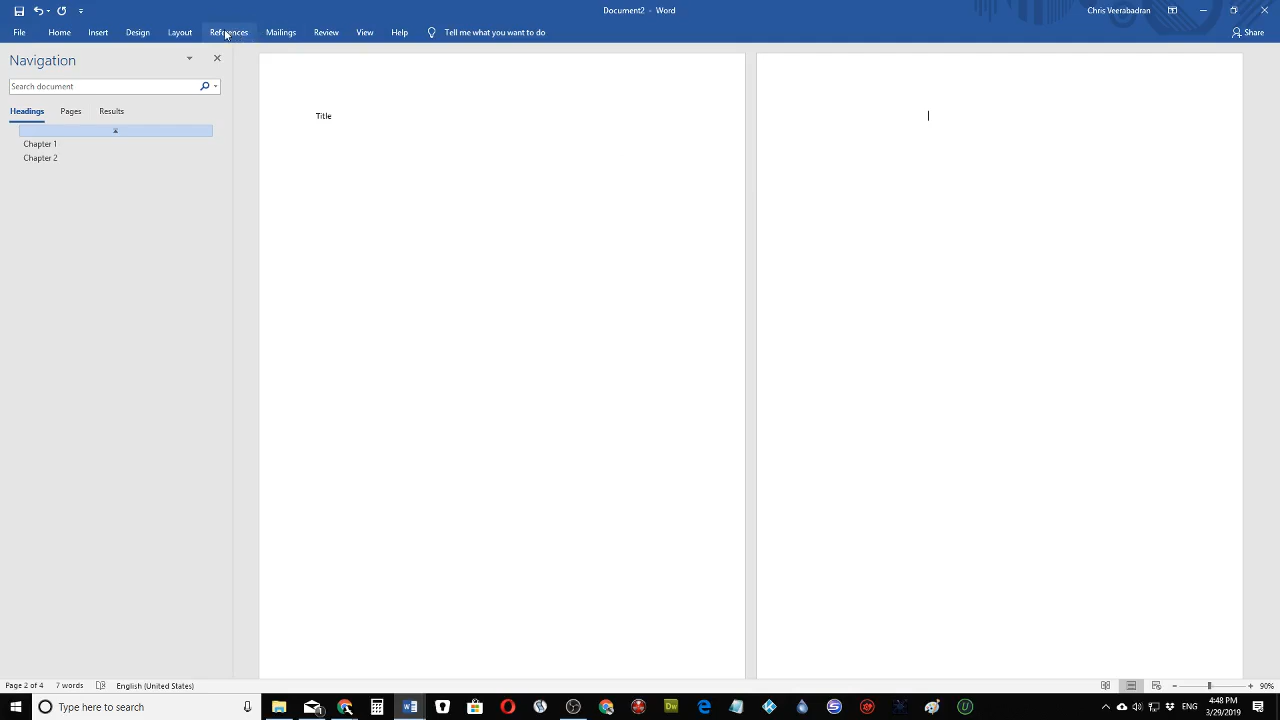 Document2 - Word
Chris Veerabadran
File Home Insert Design Layout References Mailings Review View Help Tell me what you want to do Share
Navigation
Search document
Headings Pages Results
Chapter 1
Chapter 2
Title
Page 2 of 4 7 words English (United States) 90%
Type here to search
1
Dw
ENG
4:48 PM
3/29/2019